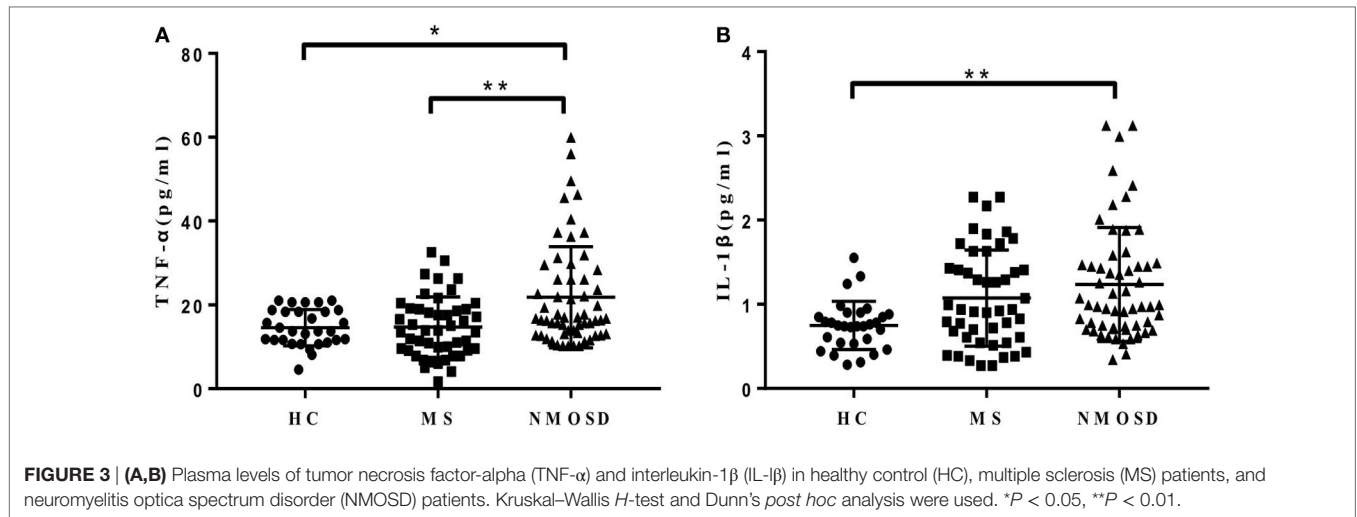 A
B
*
**
**
TNF-α(pg/ml)
80
60
40
20
0
HC MS NMOSD
IL-1β(pg/ml)
4
3
2
1
0
HC MS NMOSD
FIGURE 3 | (A,B) Plasma levels of tumor necrosis factor-alpha (TNF-α) and interleukin-1β (IL-Iβ) in healthy control (HC), multiple sclerosis (MS) patients, and
neuromyelitis optica spectrum disorder (NMOSD) patients. Kruskal–Wallis H-test and Dunn's post hoc analysis were used. *P < 0.05, **P < 0.01.